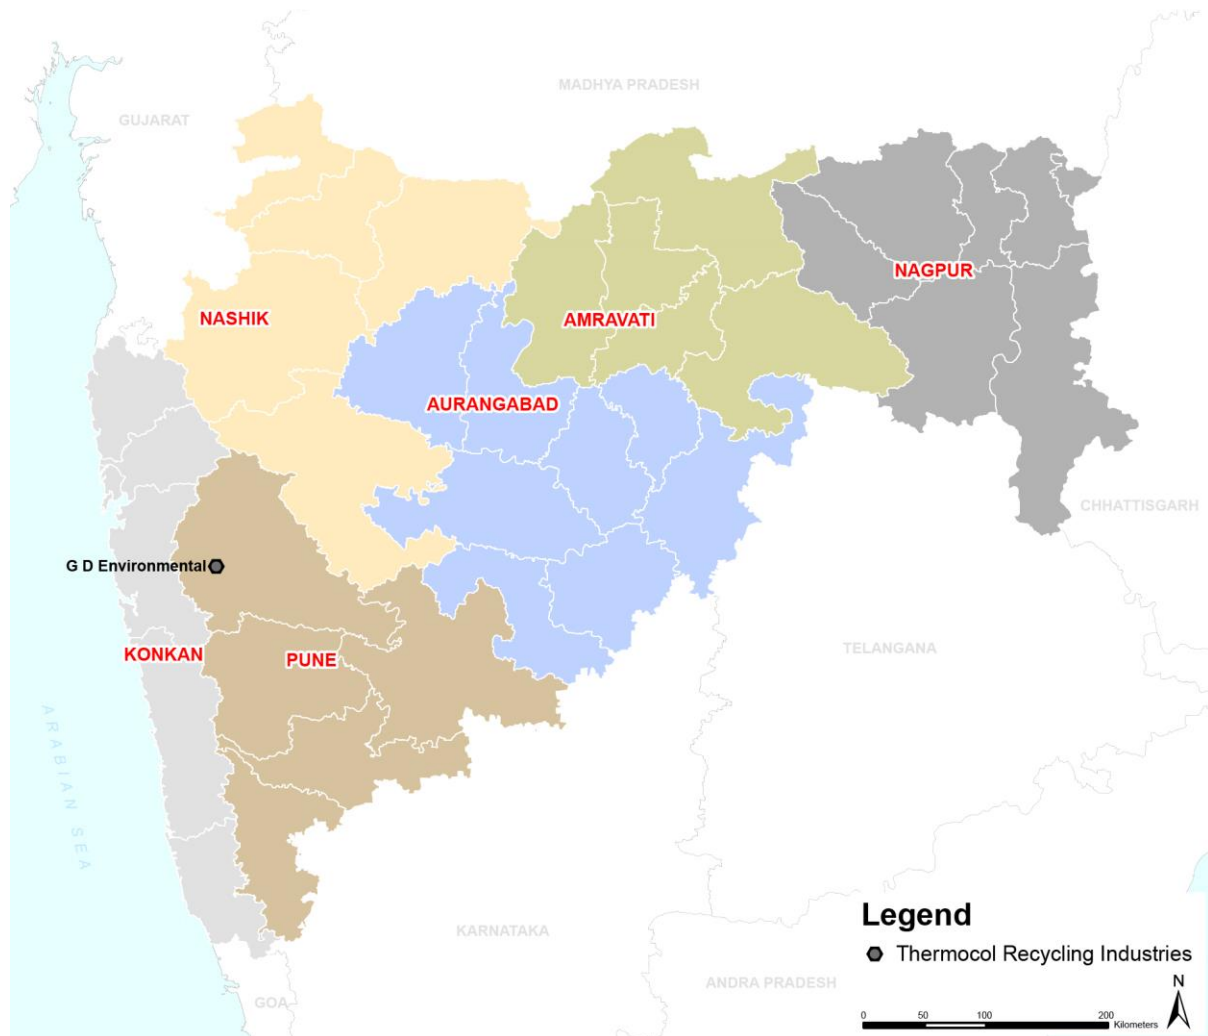 MADHYA PRADESH
GUJARAT
NAGPUR
NASHIK
AMRAVATI
AURANGABAD
CHHATTISGARH
G D Environmental
KONKAN
PUNE
TELANGANA
ARABIAN SEA
KARNATAKA
ANDRA PRADESH
GOA
Legend
Thermocol Recycling Industries
N
0 50 100 200
Kilometers